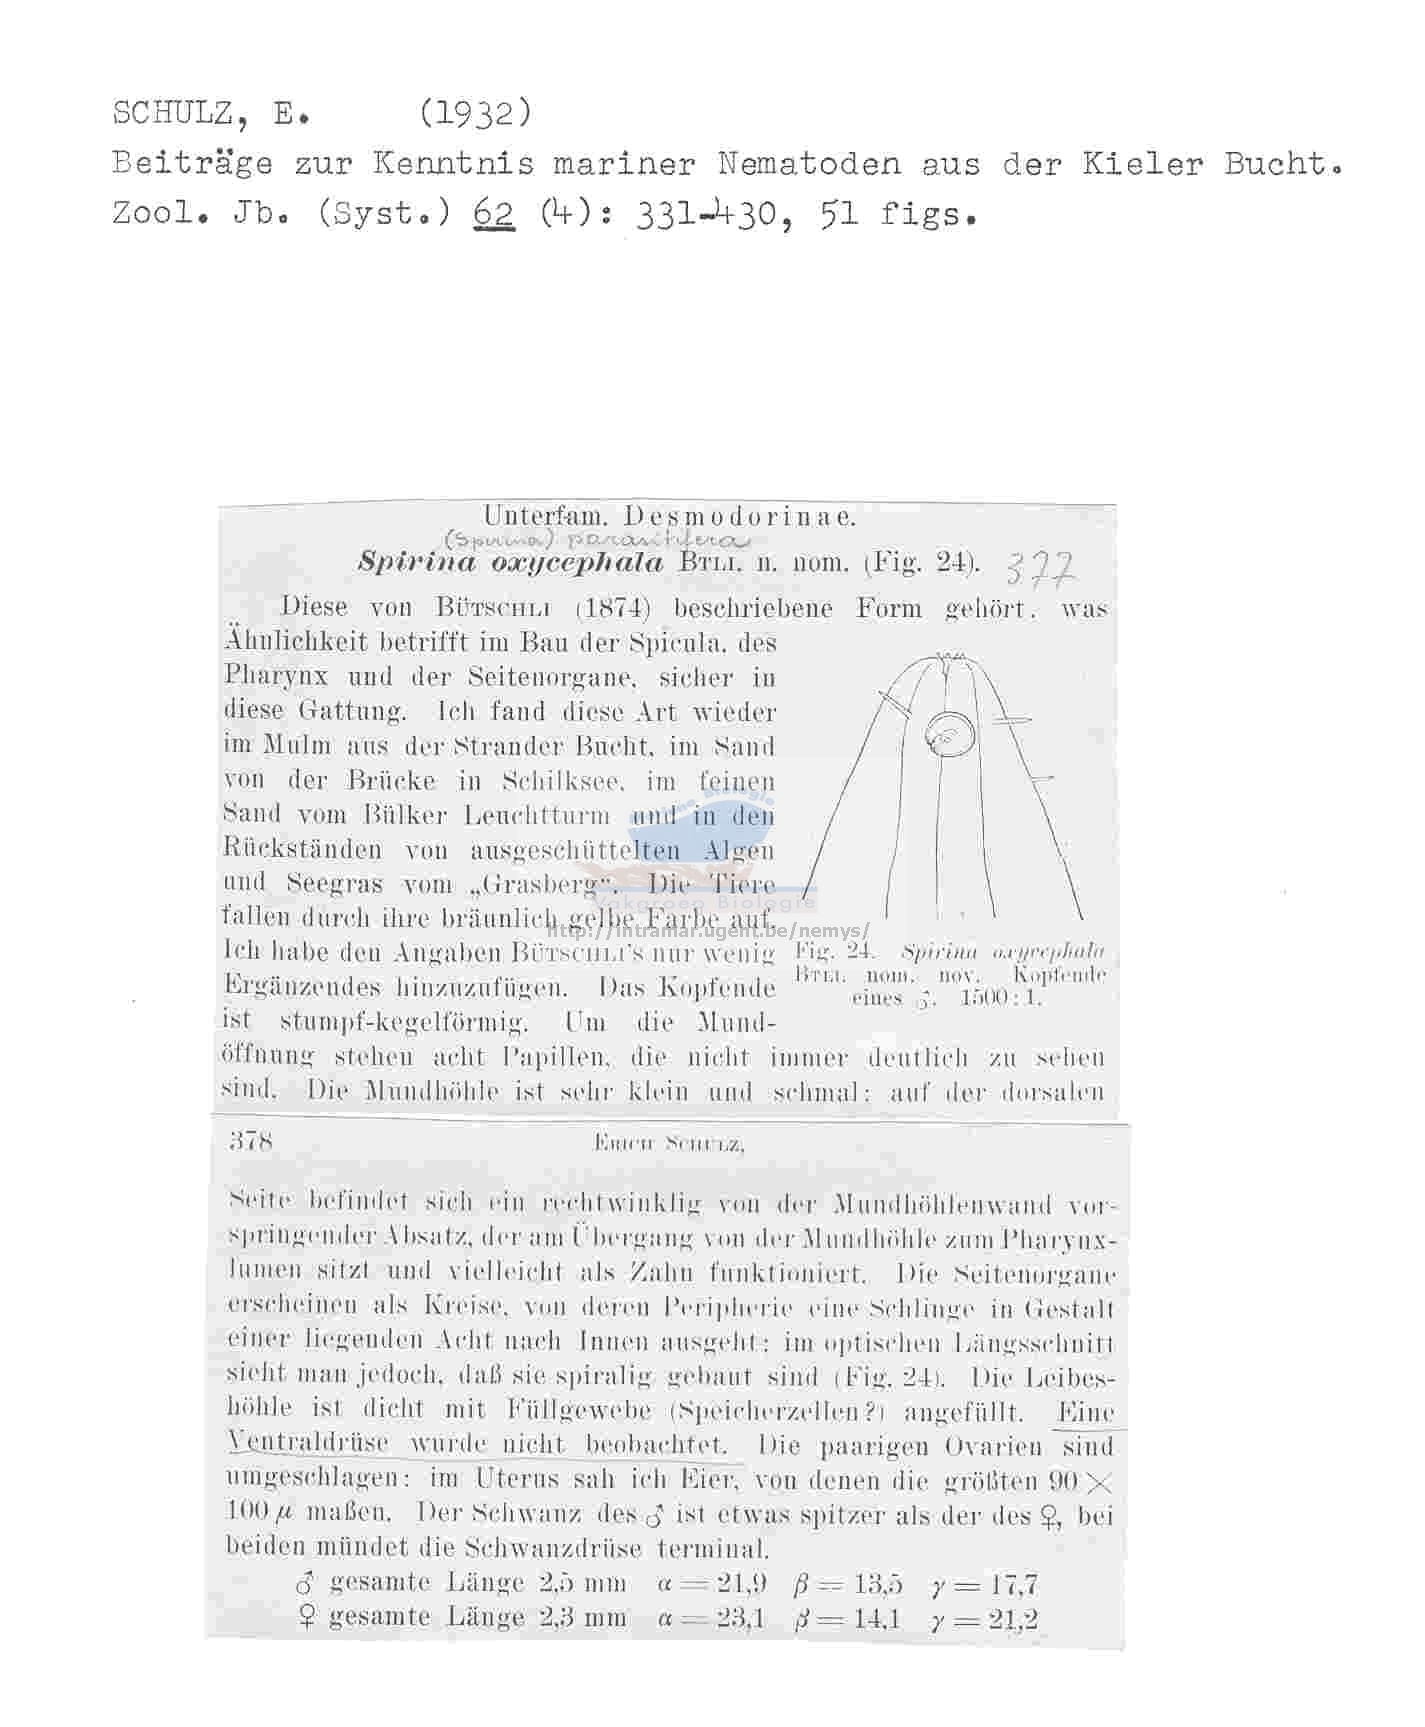 SCHULZ, E. (1932)
Beiträge zur Kenntnis mariner Nematoden aus der Kieler Bucht.
Zool. Jb. (Syst.) 62 (4): 331-430, 51 figs.
Unterfam. Desmodorinae.
(Spirina) parasitifera
Spirina oxycephala BTLI. n. nom. (Fig. 24).
377
Diese von BÜTSCHLI (1874) beschriebene Form gehört, was
Ähnlichkeit betrifft im Bau der Spicula, des
Pharynx und der Seitenorgane, sicher in
diese Gattung. Ich fand diese Art wieder
im Mulm aus der Strander Bucht, im Sand
von der Brücke in Schilksee, im feinen
Sand vom Bülker Leuchtturm und in den
Rückständen von ausgeschüttelten Algen
und Seegras vom „Grasberg“. Die Tiere
fallen durch ihre bräunlich gelbe Farbe auf.
Ich habe den Angaben BÜTSCHLI'S nur wenig
Ergänzendes hinzuzufügen. Das Kopfende
ist stumpf-kegelförmig. Um die Mund-
öffnung stehen acht Papillen, die nicht immer deutlich zu sehen
sind. Die Mundhöhle ist sehr klein und schmal; auf der dorsalen
Fig. 24. Spirina oxycephala
BTLI. nom. nov. Kopfende
eines ♂. 1500 : 1.
Vakgroep Biologie
http://intramar.ugent.be/nemys/
378
ERICH SCHULZ,
Seite befindet sich ein rechtwinklig von der Mundhöhlenwand vor-
springender Absatz, der am Übergang von der Mundhöhle zum Pharynx-
lumen sitzt und vielleicht als Zahn funktioniert. Die Seitenorgane
erscheinen als Kreise, von deren Peripherie eine Schlinge in Gestalt
einer liegenden Acht nach Innen ausgeht; im optischen Längsschnitt
sieht man jedoch, daß sie spiralig gebaut sind (Fig. 24). Die Leibes-
höhle ist dicht mit Füllgewebe (Speicherzellen?) angefüllt. Eine
Ventraldrüse wurde nicht beobachtet. Die paarigen Ovarien sind
umgeschlagen; im Uterus sah ich Eier, von denen die größten 90 ×
100 µ maßen. Der Schwanz des ♂ ist etwas spitzer als der des ♀, bei
beiden mündet die Schwanzdrüse terminal.
♂ gesamte Länge 2,5 mm α = 21,9 β = 13,5 γ = 17,7
♀ gesamte Länge 2,3 mm α = 23,1 β = 14,1 γ = 21,2